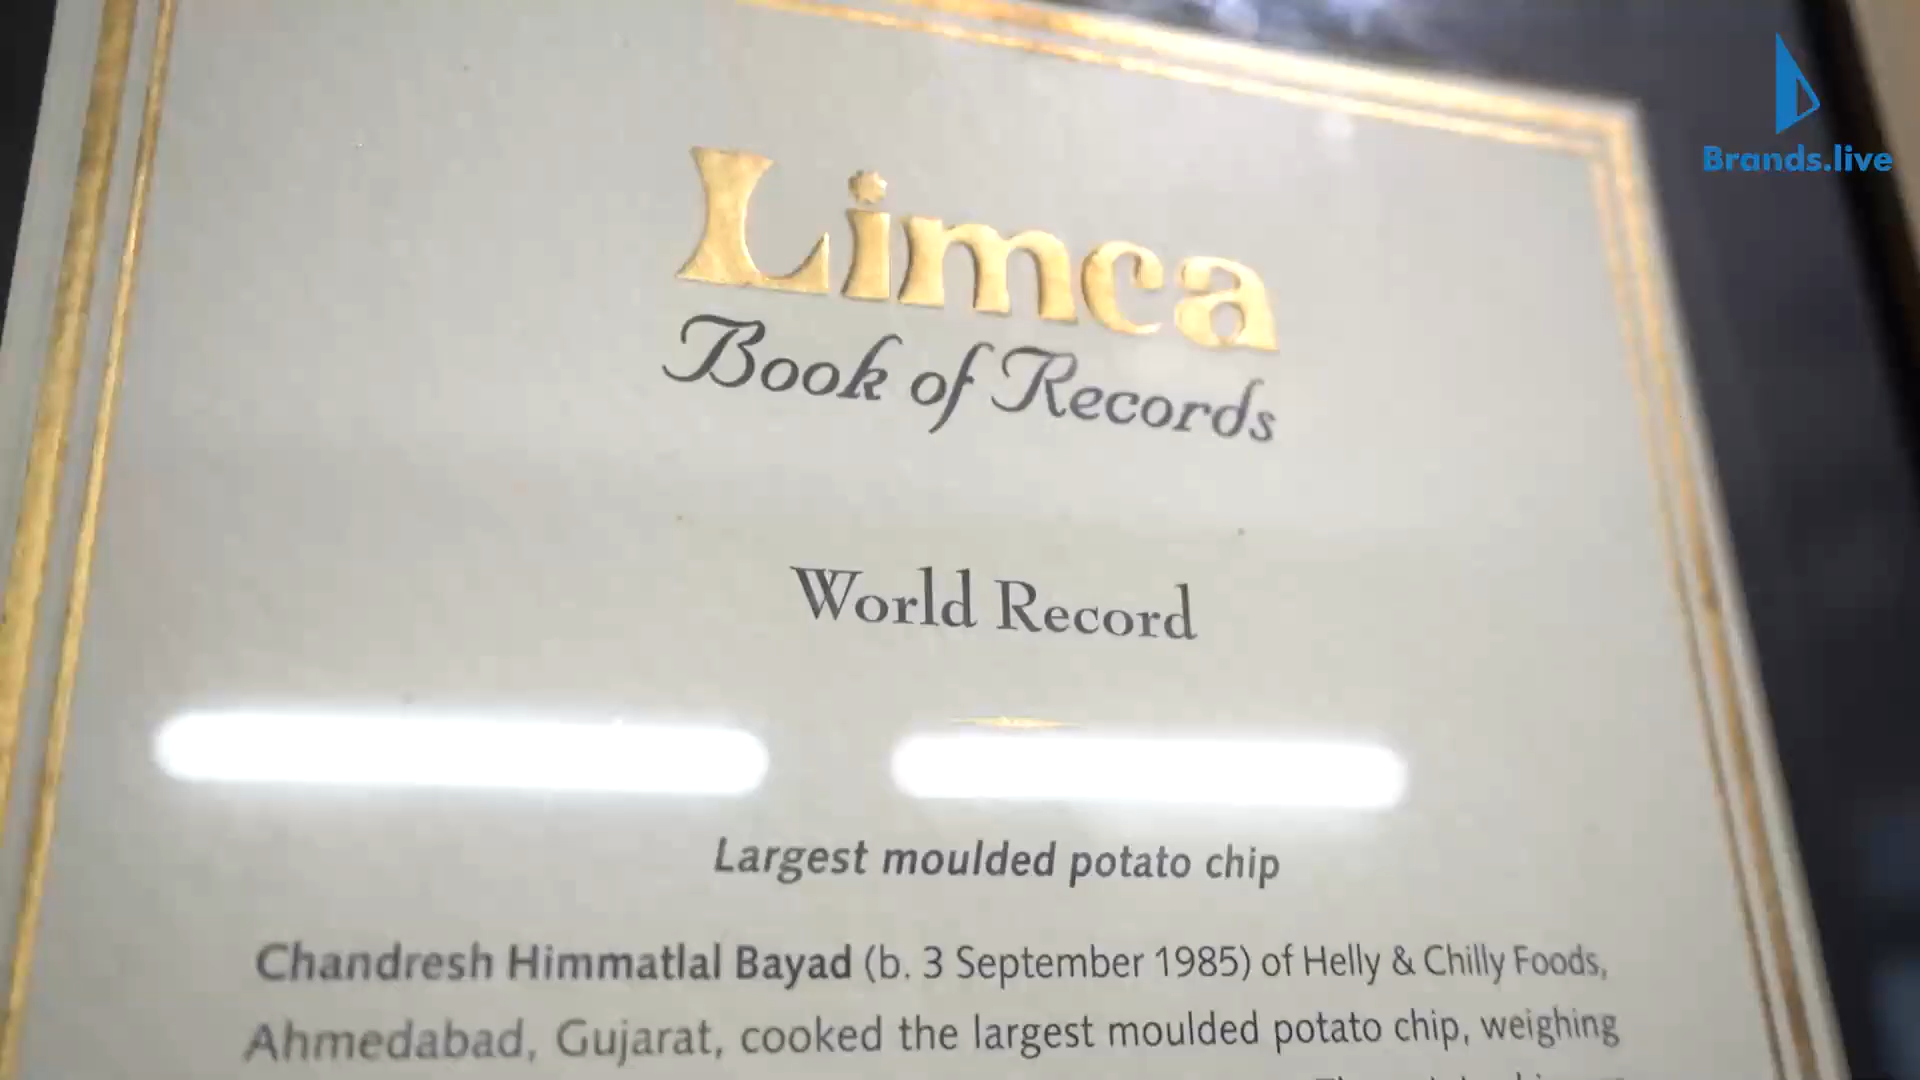 Brands.live
Limca
Book of Records
World Record
Largest moulded potato chip
Chandresh Himmatlal Bayad (b. 3 September 1985) of Helly & Chilly Foods,
Ahmedabad, Gujarat, cooked the largest moulded potato chip, weighing